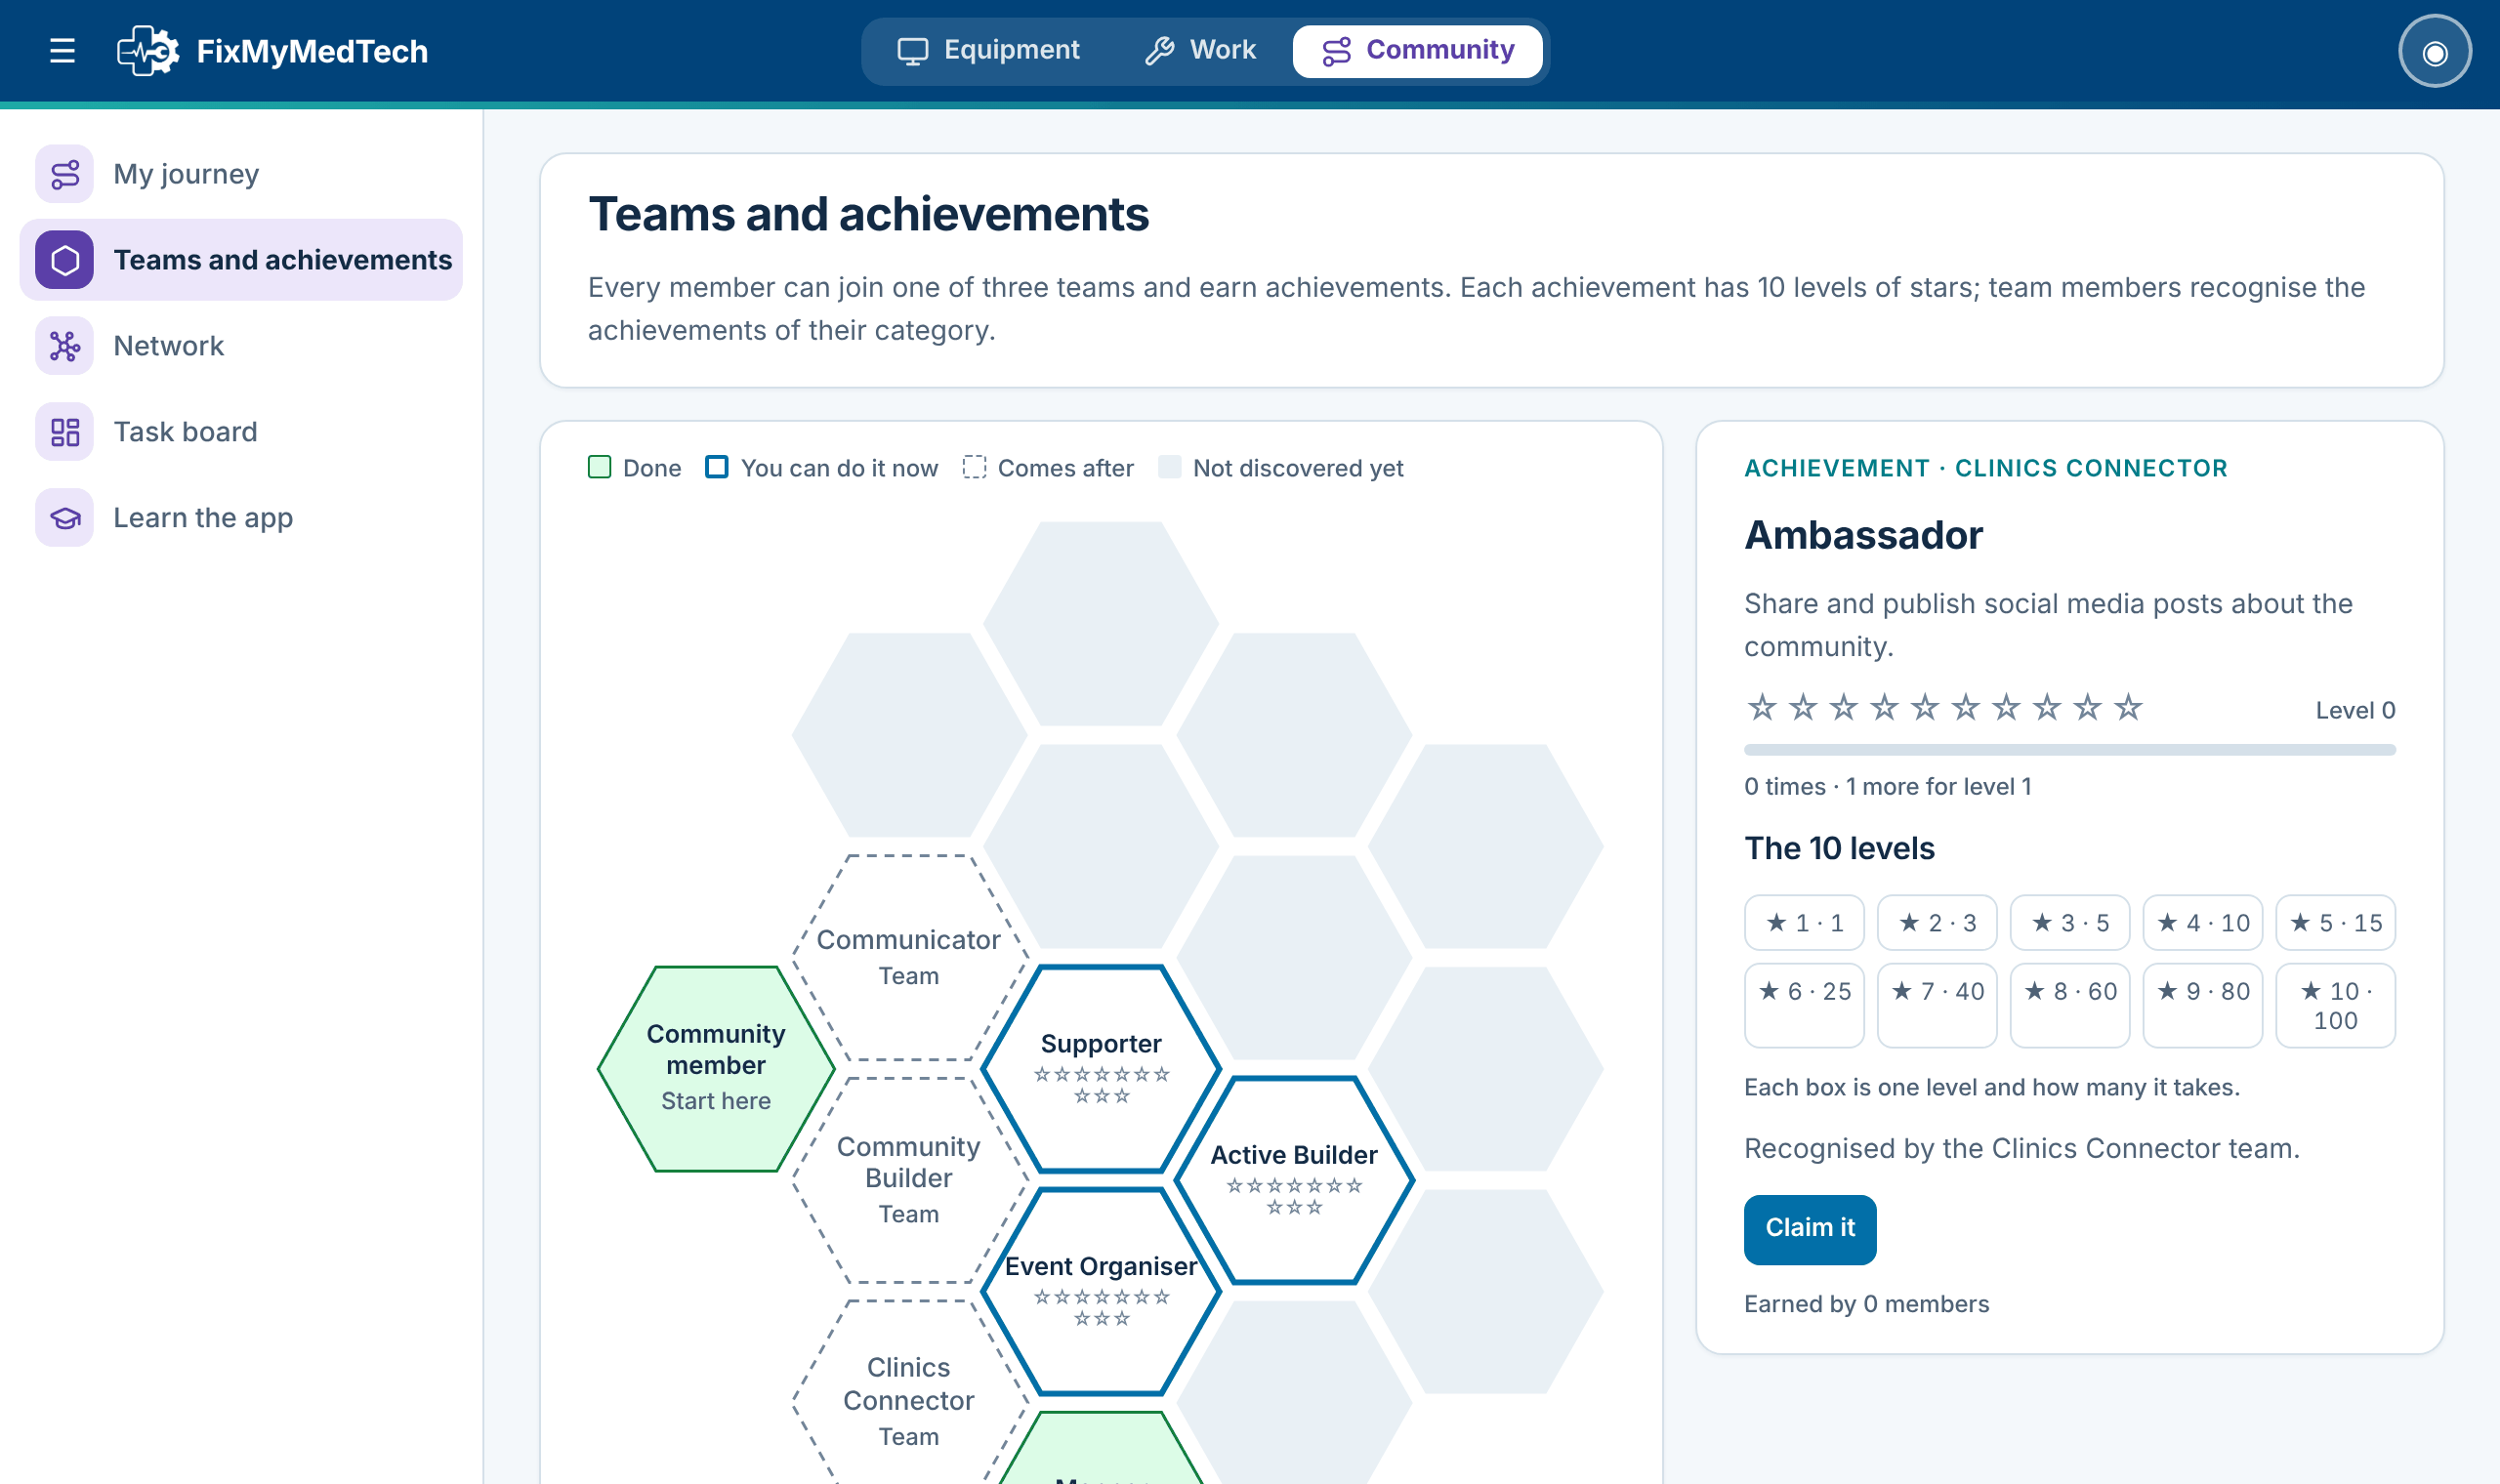 FixMyMedTech
Equipment
Work
Community
My journey
Teams and achievements
Network
Task board
Learn the app
Teams and achievements
Every member can join one of three teams and earn achievements. Each achievement has 10 levels of stars; team members recognise the
achievements of their category.
Done
You can do it now
Comes after
Not discovered yet
Communicator
Team
Community
member
Start here
Supporter
☆☆☆☆☆☆☆
☆☆☆
Community
Builder
Team
Active Builder
☆☆☆☆☆☆☆
☆☆☆
Event Organiser
☆☆☆☆☆☆☆
☆☆☆
Clinics
Connector
Team
ACHIEVEMENT · CLINICS CONNECTOR
Ambassador
Share and publish social media posts about the
community.
☆☆☆☆☆☆☆☆☆☆ Level 0
0 times · 1 more for level 1
The 10 levels
★ 1 · 1
★ 2 · 3
★ 3 · 5
★ 4 · 10
★ 5 · 15
★ 6 · 25
★ 7 · 40
★ 8 · 60
★ 9 · 80
★ 10 ·
100
Each box is one level and how many it takes.
Recognised by the Clinics Connector team.
Claim it
Earned by 0 members